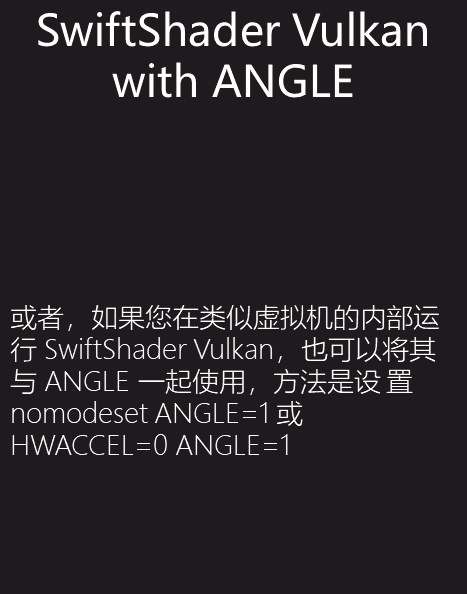 SwiftShader Vulkan
with ANGLE
或者，如果您在类似虚拟机的内部运
行 SwiftShader Vulkan，也可以将其
与 ANGLE 一起使用，方法是设 置
nomodeset ANGLE=1 或
HWACCEL=0 ANGLE=1